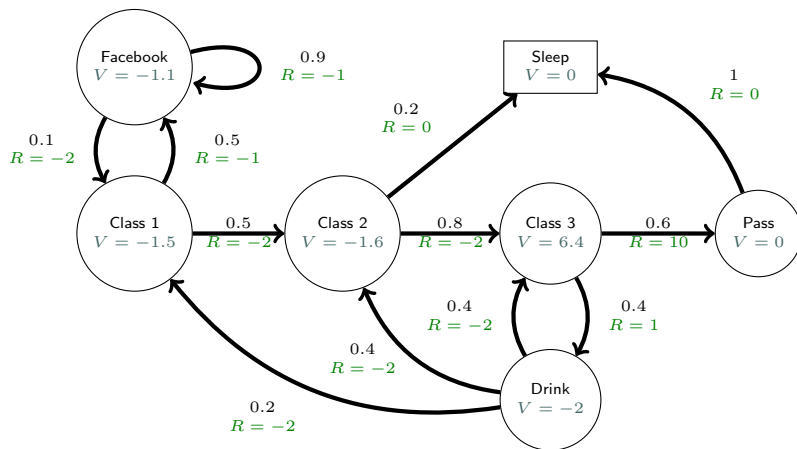 Facebook
V = −1.1
0.9
R = −1
Sleep
V = 0
1
R = 0
0.2
R = 0
0.1
R = −2
0.5
R = −1
Class 1
V = −1.5
0.5
R = −2
Class 2
V = −1.6
0.8
R = −2
Class 3
V = 6.4
0.6
R = 10
Pass
V = 0
0.4
R = −2
0.4
R = 1
0.4
R = −2
Drink
V = −2
0.2
R = −2